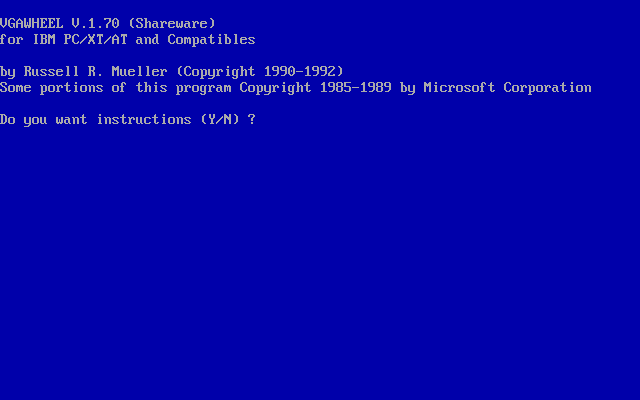 VGAWHEEL V.1.70 (Shareware)
for IBM PC/XT/AT and Compatibles
by Russell R. Mueller (Copyright 1990-1992)
Some portions of this program Copyright 1985-1989 by Microsoft Corporation
Do you want instructions (Y/N) ?